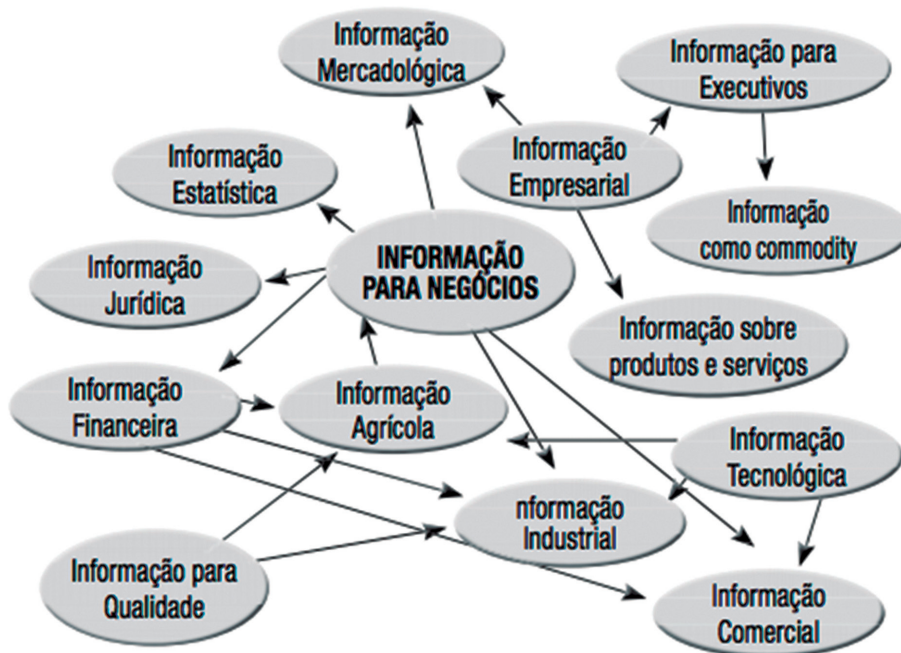 Informação
Mercadológica
Informação para
Executivos
Informação
Estatística
Informação
Empresarial
Informação
como commodity
INFORMAÇÃO
PARA NEGÓCIOS
Informação
Jurídica
Informação sobre
produtos e serviços
Informação
Financeira
Informação
Agrícola
Informação
Tecnológica
nformação
Industrial
Informação para
Qualidade
Informação
Comercial